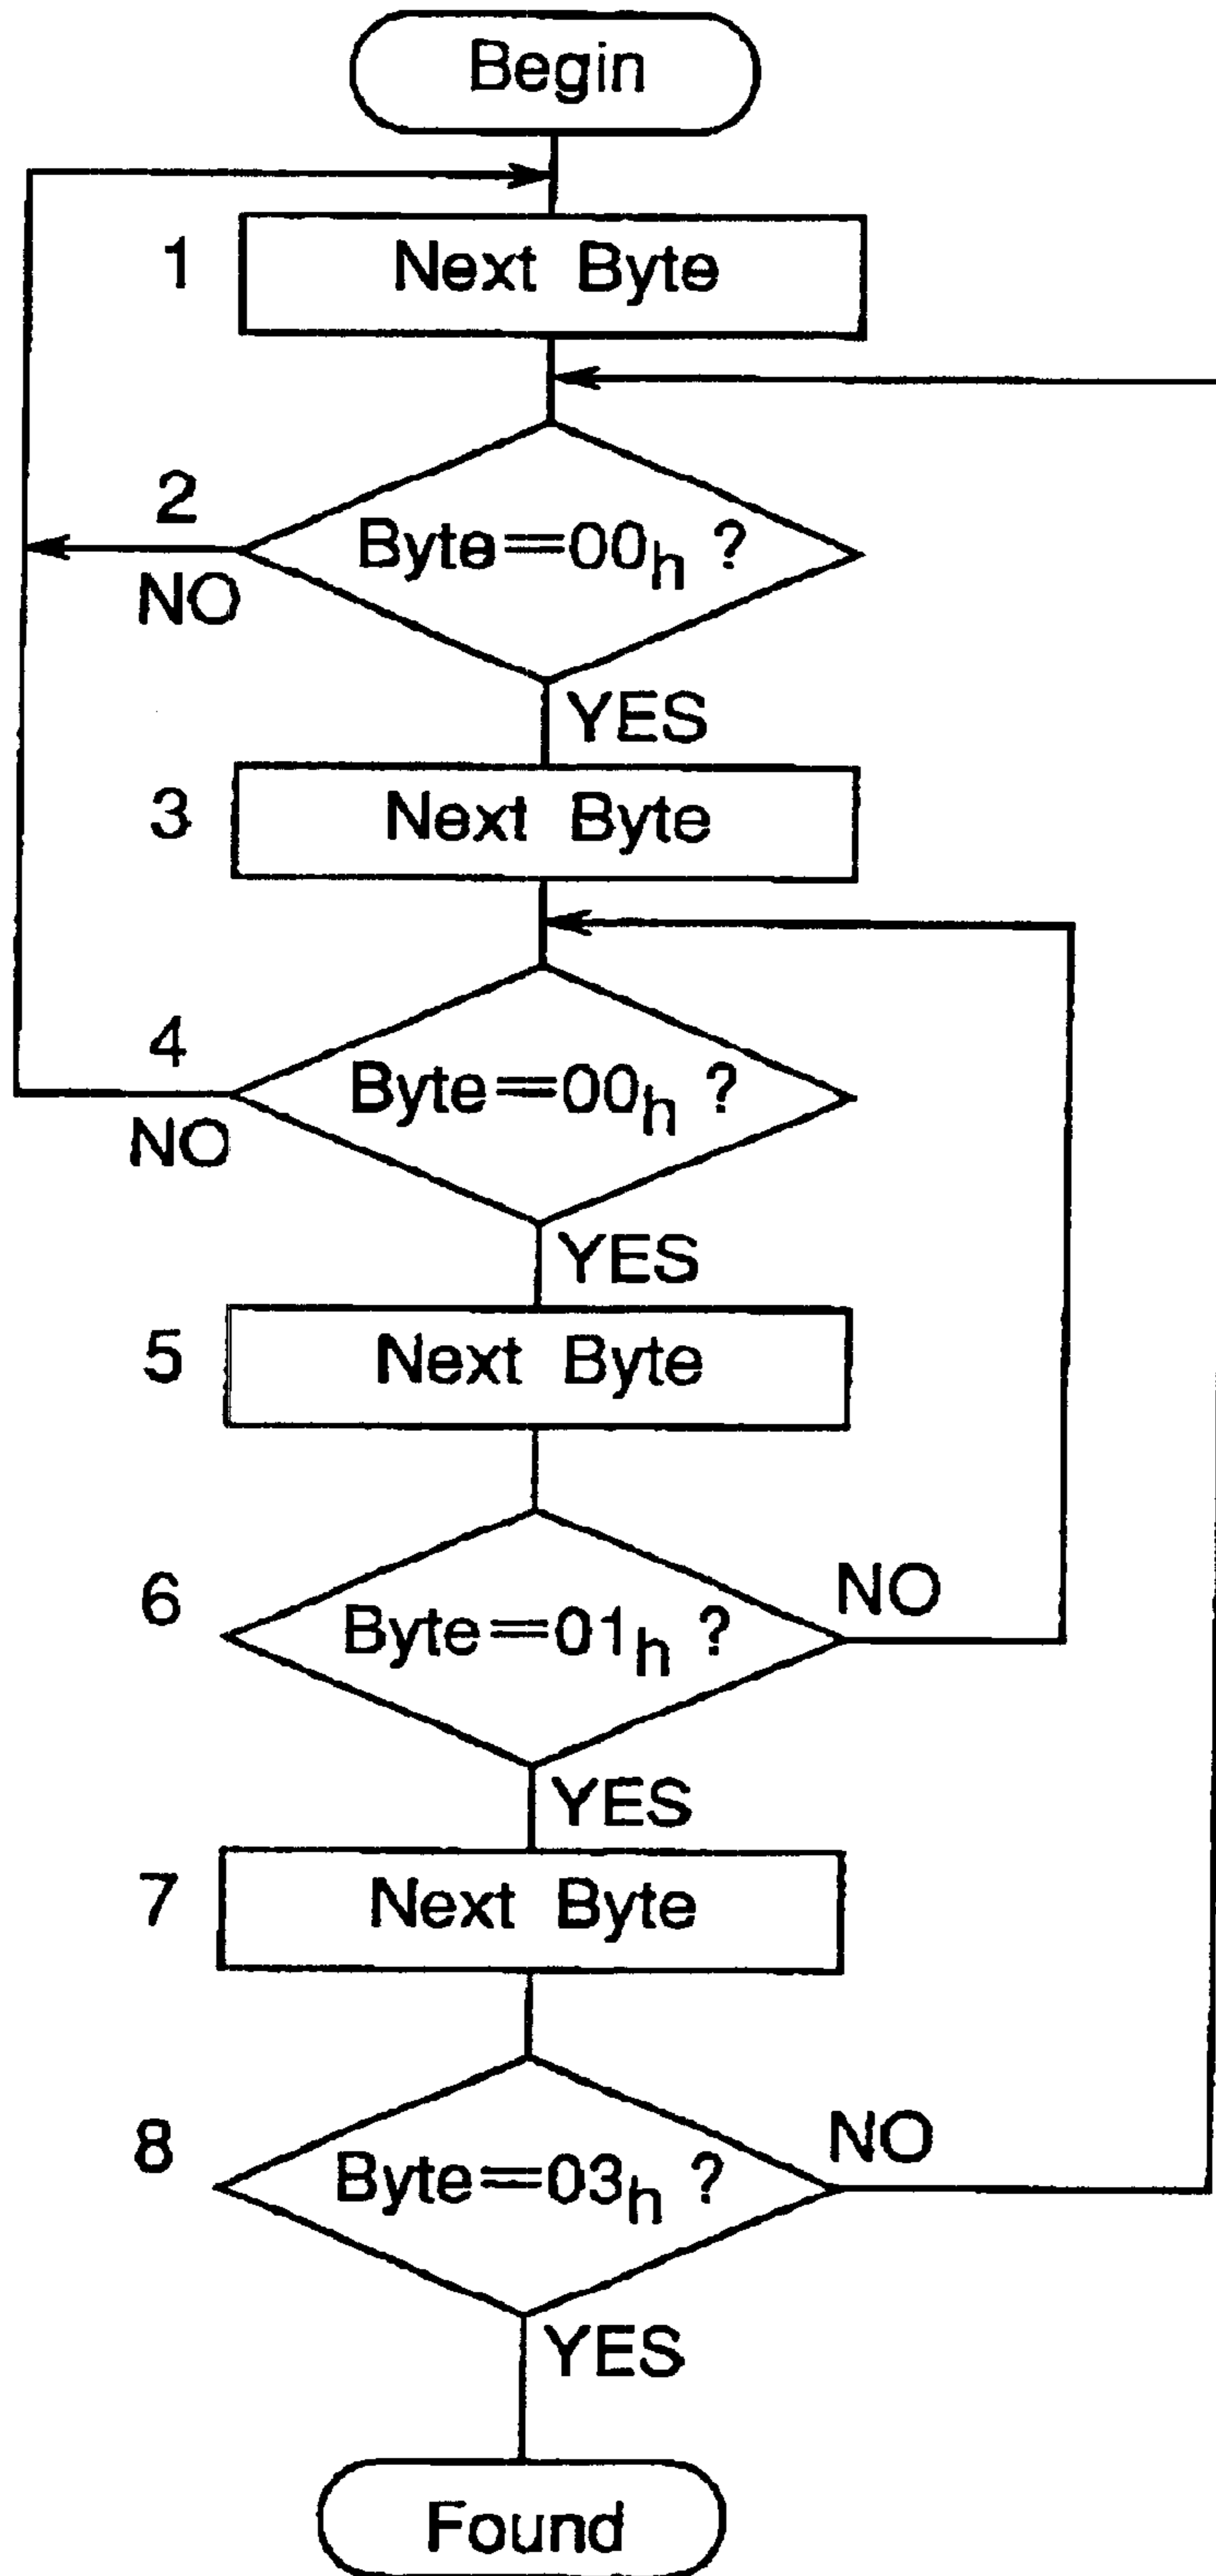 Begin
1
Next Byte
2
Byte=00h ?
NO
YES
3
Next Byte
4
Byte=00h ?
NO
YES
5
Next Byte
6
Byte=01h ?
NO
YES
7
Next Byte
8
Byte=03h ?
NO
YES
Found